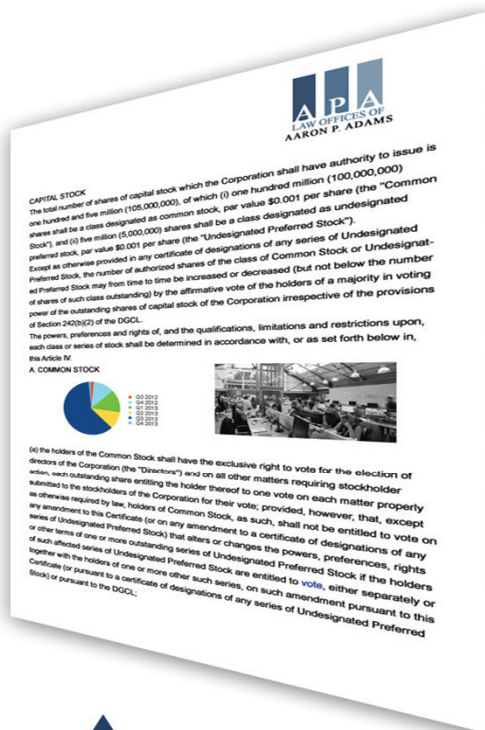 APA
LAW OFFICES OF
AARON P. ADAMS
CAPITAL STOCK
The total number of shares of capital stock which the Corporation shall have authority to issue is
one hundred and five million (105,000,000), of which (i) one hundred million (100,000,000)
shares shall be a class designated as common stock, par value $0.001 per share (the "Common
Stock"), and (ii) five million (5,000,000) shares shall be a class designated as undesignated
preferred stock, par value $0.001 per share (the "Undesignated Preferred Stock").
Except as otherwise provided in any certificate of designations of any series of Undesignated
Preferred Stock, the number of authorized shares of the class of Common Stock or Undesignat-
ed Preferred Stock may from time to time be increased or decreased (but not below the number
of shares of such class outstanding) by the affirmative vote of the holders of a majority in voting
power of the outstanding shares of capital stock of the Corporation irrespective of the provisions
of Section 242(b)(2) of the DGCL.
The powers, preferences and rights of, and the qualifications, limitations and restrictions upon,
each class or series of stock shall be determined in accordance with, or as set forth below in,
this Article IV.
A. COMMON STOCK
Q3 2012
Q4 2012
Q1 2013
Q2 2013
Q3 2013
Q4 2013
(a) the holders of the Common Stock shall have the exclusive right to vote for the election of
directors of the Corporation (the "Directors") and on all other matters requiring stockholder
action, each outstanding share entitling the holder thereof to one vote on each matter properly
submitted to the stockholders of the Corporation for their vote; provided, however, that, except
as otherwise required by law, holders of Common Stock, as such, shall not be entitled to vote on
any amendment to this Certificate (or on any amendment to a certificate of designations of any
series of Undesignated Preferred Stock) that alters or changes the powers, preferences, rights
or other terms of one or more outstanding series of Undesignated Preferred Stock if the holders
of such affected series of Undesignated Preferred Stock are entitled to vote, either separately or
together with the holders of one or more other such series, on such amendment pursuant to this
Certificate (or pursuant to a certificate of designations of any series of Undesignated Preferred
Stock) or pursuant to the DGCL;